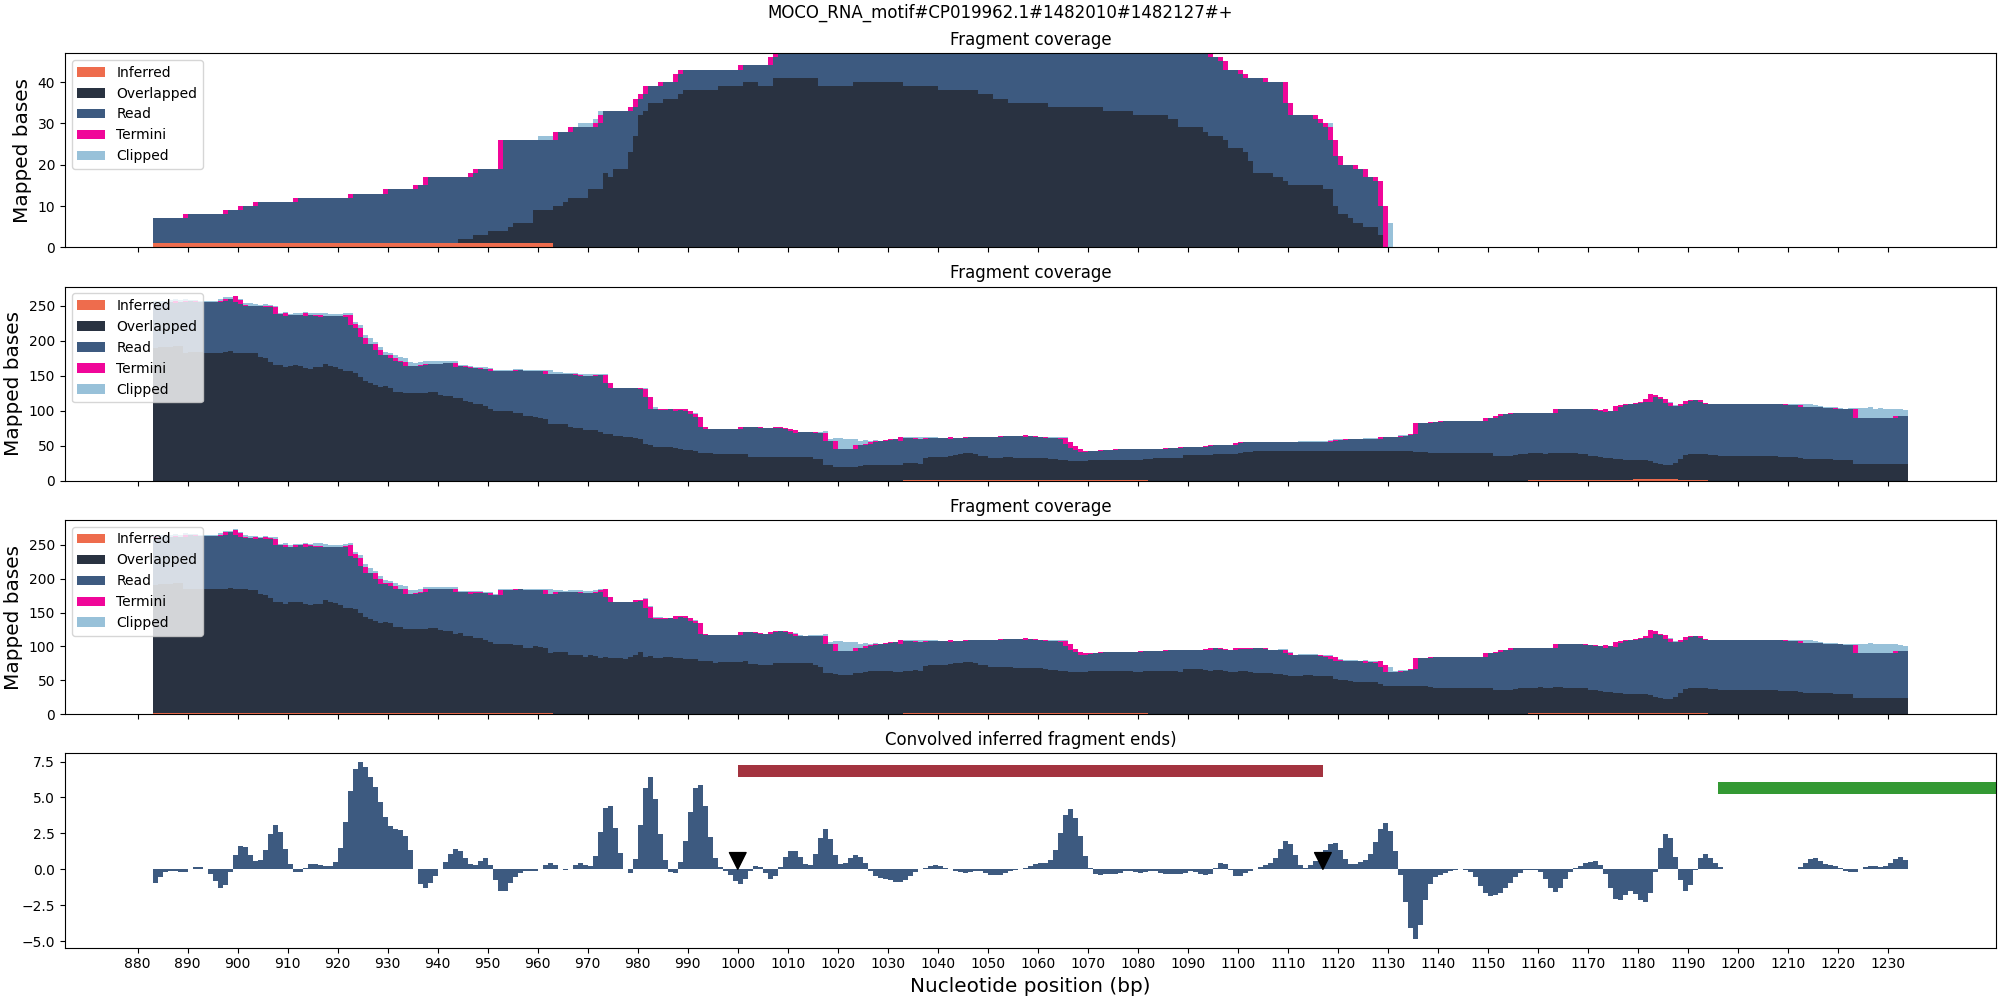 MOCO_RNA_motif#CP019962.1#1482010#1482127#+
Fragment coverage
Mapped bases
40
30
20
10
0
Inferred
Overlapped
Read
Termini
Clipped
Fragment coverage
Mapped bases
250
200
150
100
50
0
Inferred
Overlapped
Read
Termini
Clipped
Fragment coverage
Mapped bases
250
200
150
100
50
0
Inferred
Overlapped
Read
Termini
Clipped
Convolved inferred fragment ends)
7.5
5.0
2.5
0.0
−2.5
−5.0
880 890 900 910 920 930 940 950 960 970 980 990 1000 1010 1020 1030 1040 1050 1060 1070 1080 1090 1100 1110 1120 1130 1140 1150 1160 1170 1180 1190 1200 1210 1220 1230
Nucleotide position (bp)